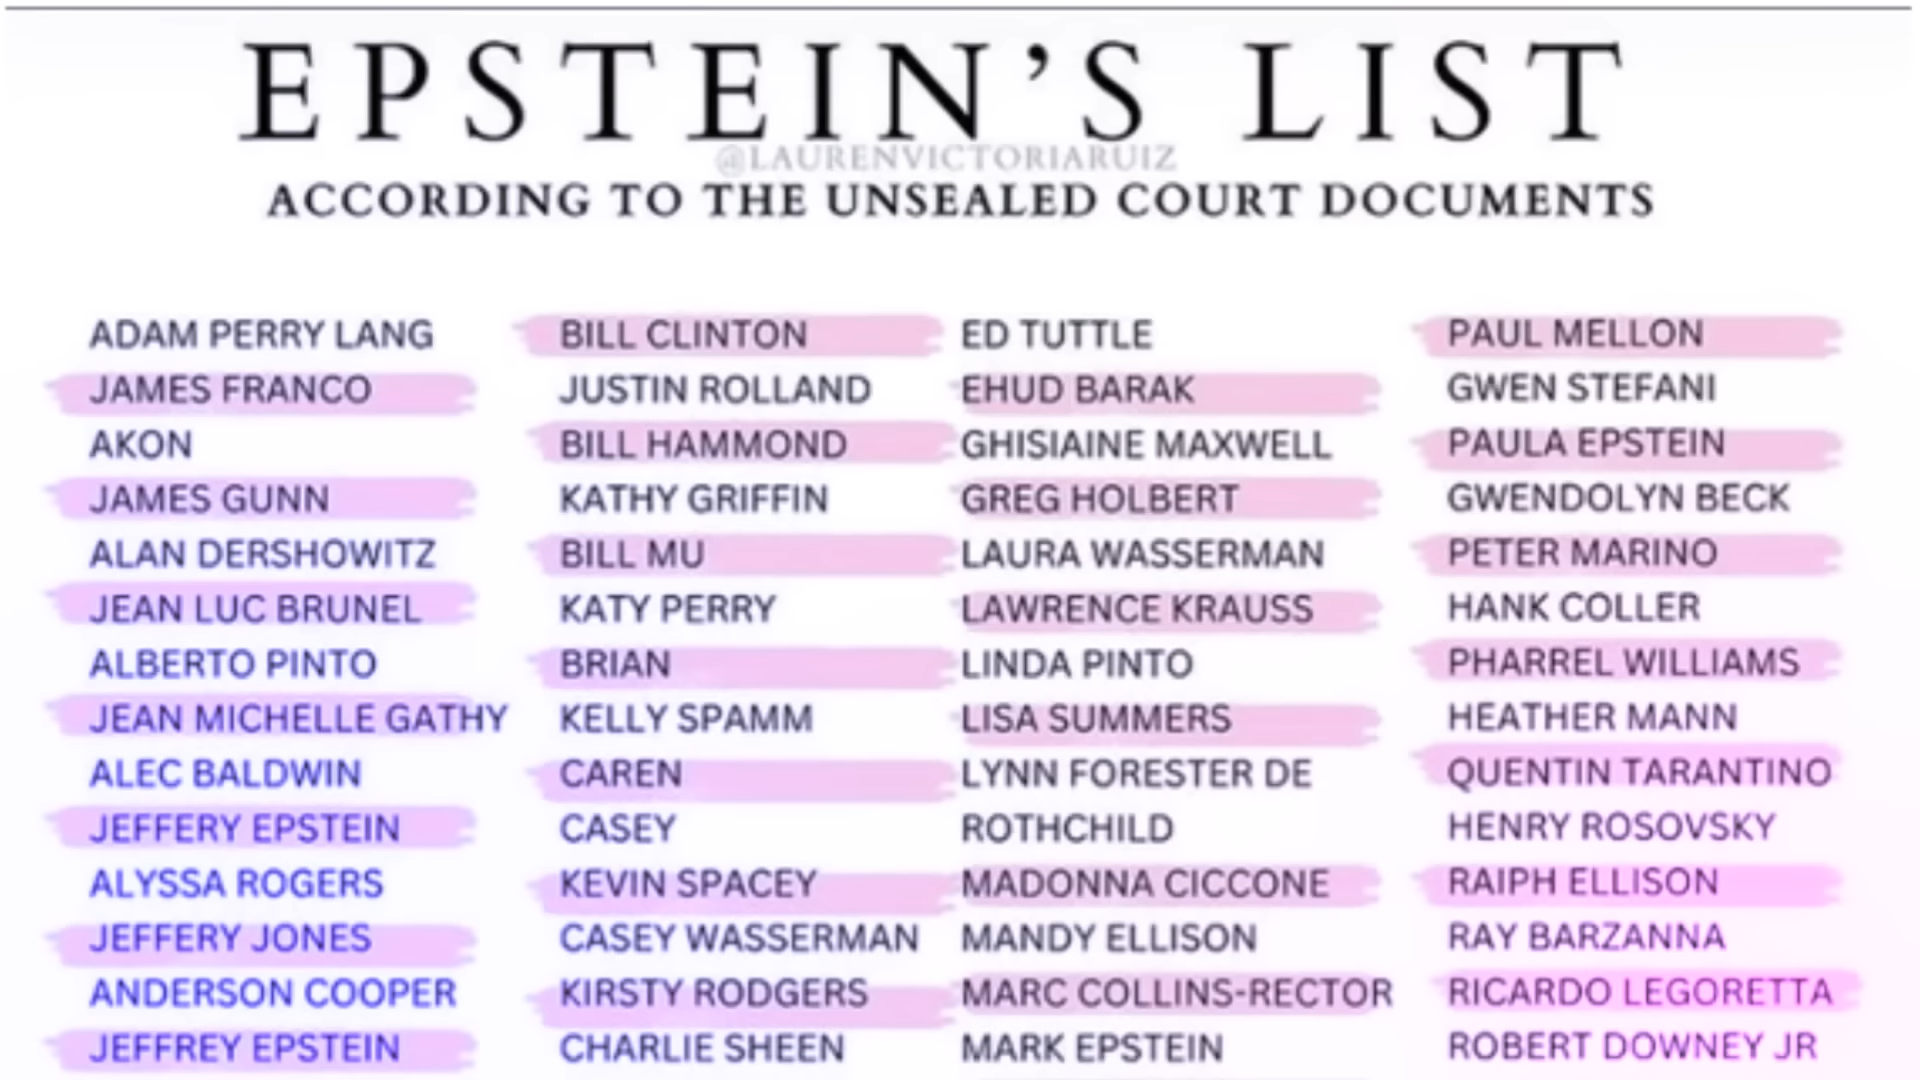 EPSTEIN'S LIST
@LAURENVICTORIARUIZ
ACCORDING TO THE UNSEALED COURT DOCUMENTS
ADAM PERRY LANG
JAMES FRANCO
AKON
JAMES GUNN
ALAN DERSHOWITZ
JEAN LUC BRUNEL
ALBERTO PINTO
JEAN MICHELLE GATHY
ALEC BALDWIN
JEFFERY EPSTEIN
ALYSSA ROGERS
JEFFERY JONES
ANDERSON COOPER
JEFFREY EPSTEIN
BILL CLINTON
JUSTIN ROLLAND
BILL HAMMOND
KATHY GRIFFIN
BILL MU
KATY PERRY
BRIAN
KELLY SPAMM
CAREN
CASEY
KEVIN SPACEY
CASEY WASSERMAN
KIRSTY RODGERS
CHARLIE SHEEN
ED TUTTLE
EHUD BARAK
GHISIAINE MAXWELL
GREG HOLBERT
LAURA WASSERMAN
LAWRENCE KRAUSS
LINDA PINTO
LISA SUMMERS
LYNN FORESTER DE
ROTHCHILD
MADONNA CICCONE
MANDY ELLISON
MARC COLLINS-RECTOR
MARK EPSTEIN
PAUL MELLON
GWEN STEFANI
PAULA EPSTEIN
GWENDOLYN BECK
PETER MARINO
HANK COLLER
PHARREL WILLIAMS
HEATHER MANN
QUENTIN TARANTINO
HENRY ROSOVSKY
RAIPH ELLISON
RAY BARZANNA
RICARDO LEGORETTA
ROBERT DOWNEY JR